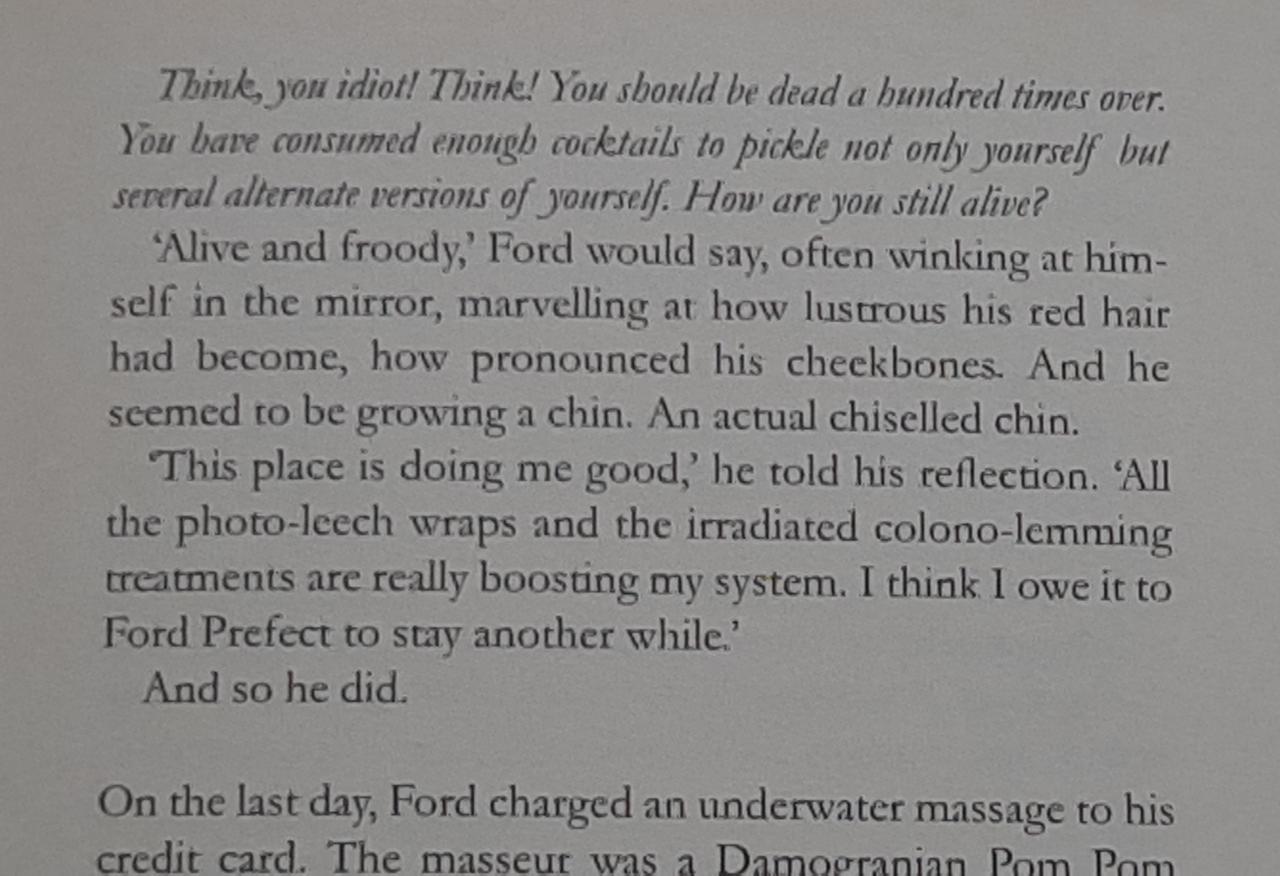 Think, you idiot! Think! You should be dead a hundred times over.
You have consumed enough cocktails to pickle not only yourself but
several alternate versions of yourself. How are you still alive?
‘Alive and froody,’ Ford would say, often winking at him-
self in the mirror, marvelling at how lustrous his red hair
had become, how pronounced his cheekbones. And he
seemed to be growing a chin. An actual chiselled chin.
‘This place is doing me good,’ he told his reflection. ‘All
the photo-leech wraps and the irradiated colono-lemming
treatments are really boosting my system. I think I owe it to
Ford Prefect to stay another while.’
And so he did.
On the last day, Ford charged an underwater massage to his
credit card. The masseur was a Damogranian Pom Pom